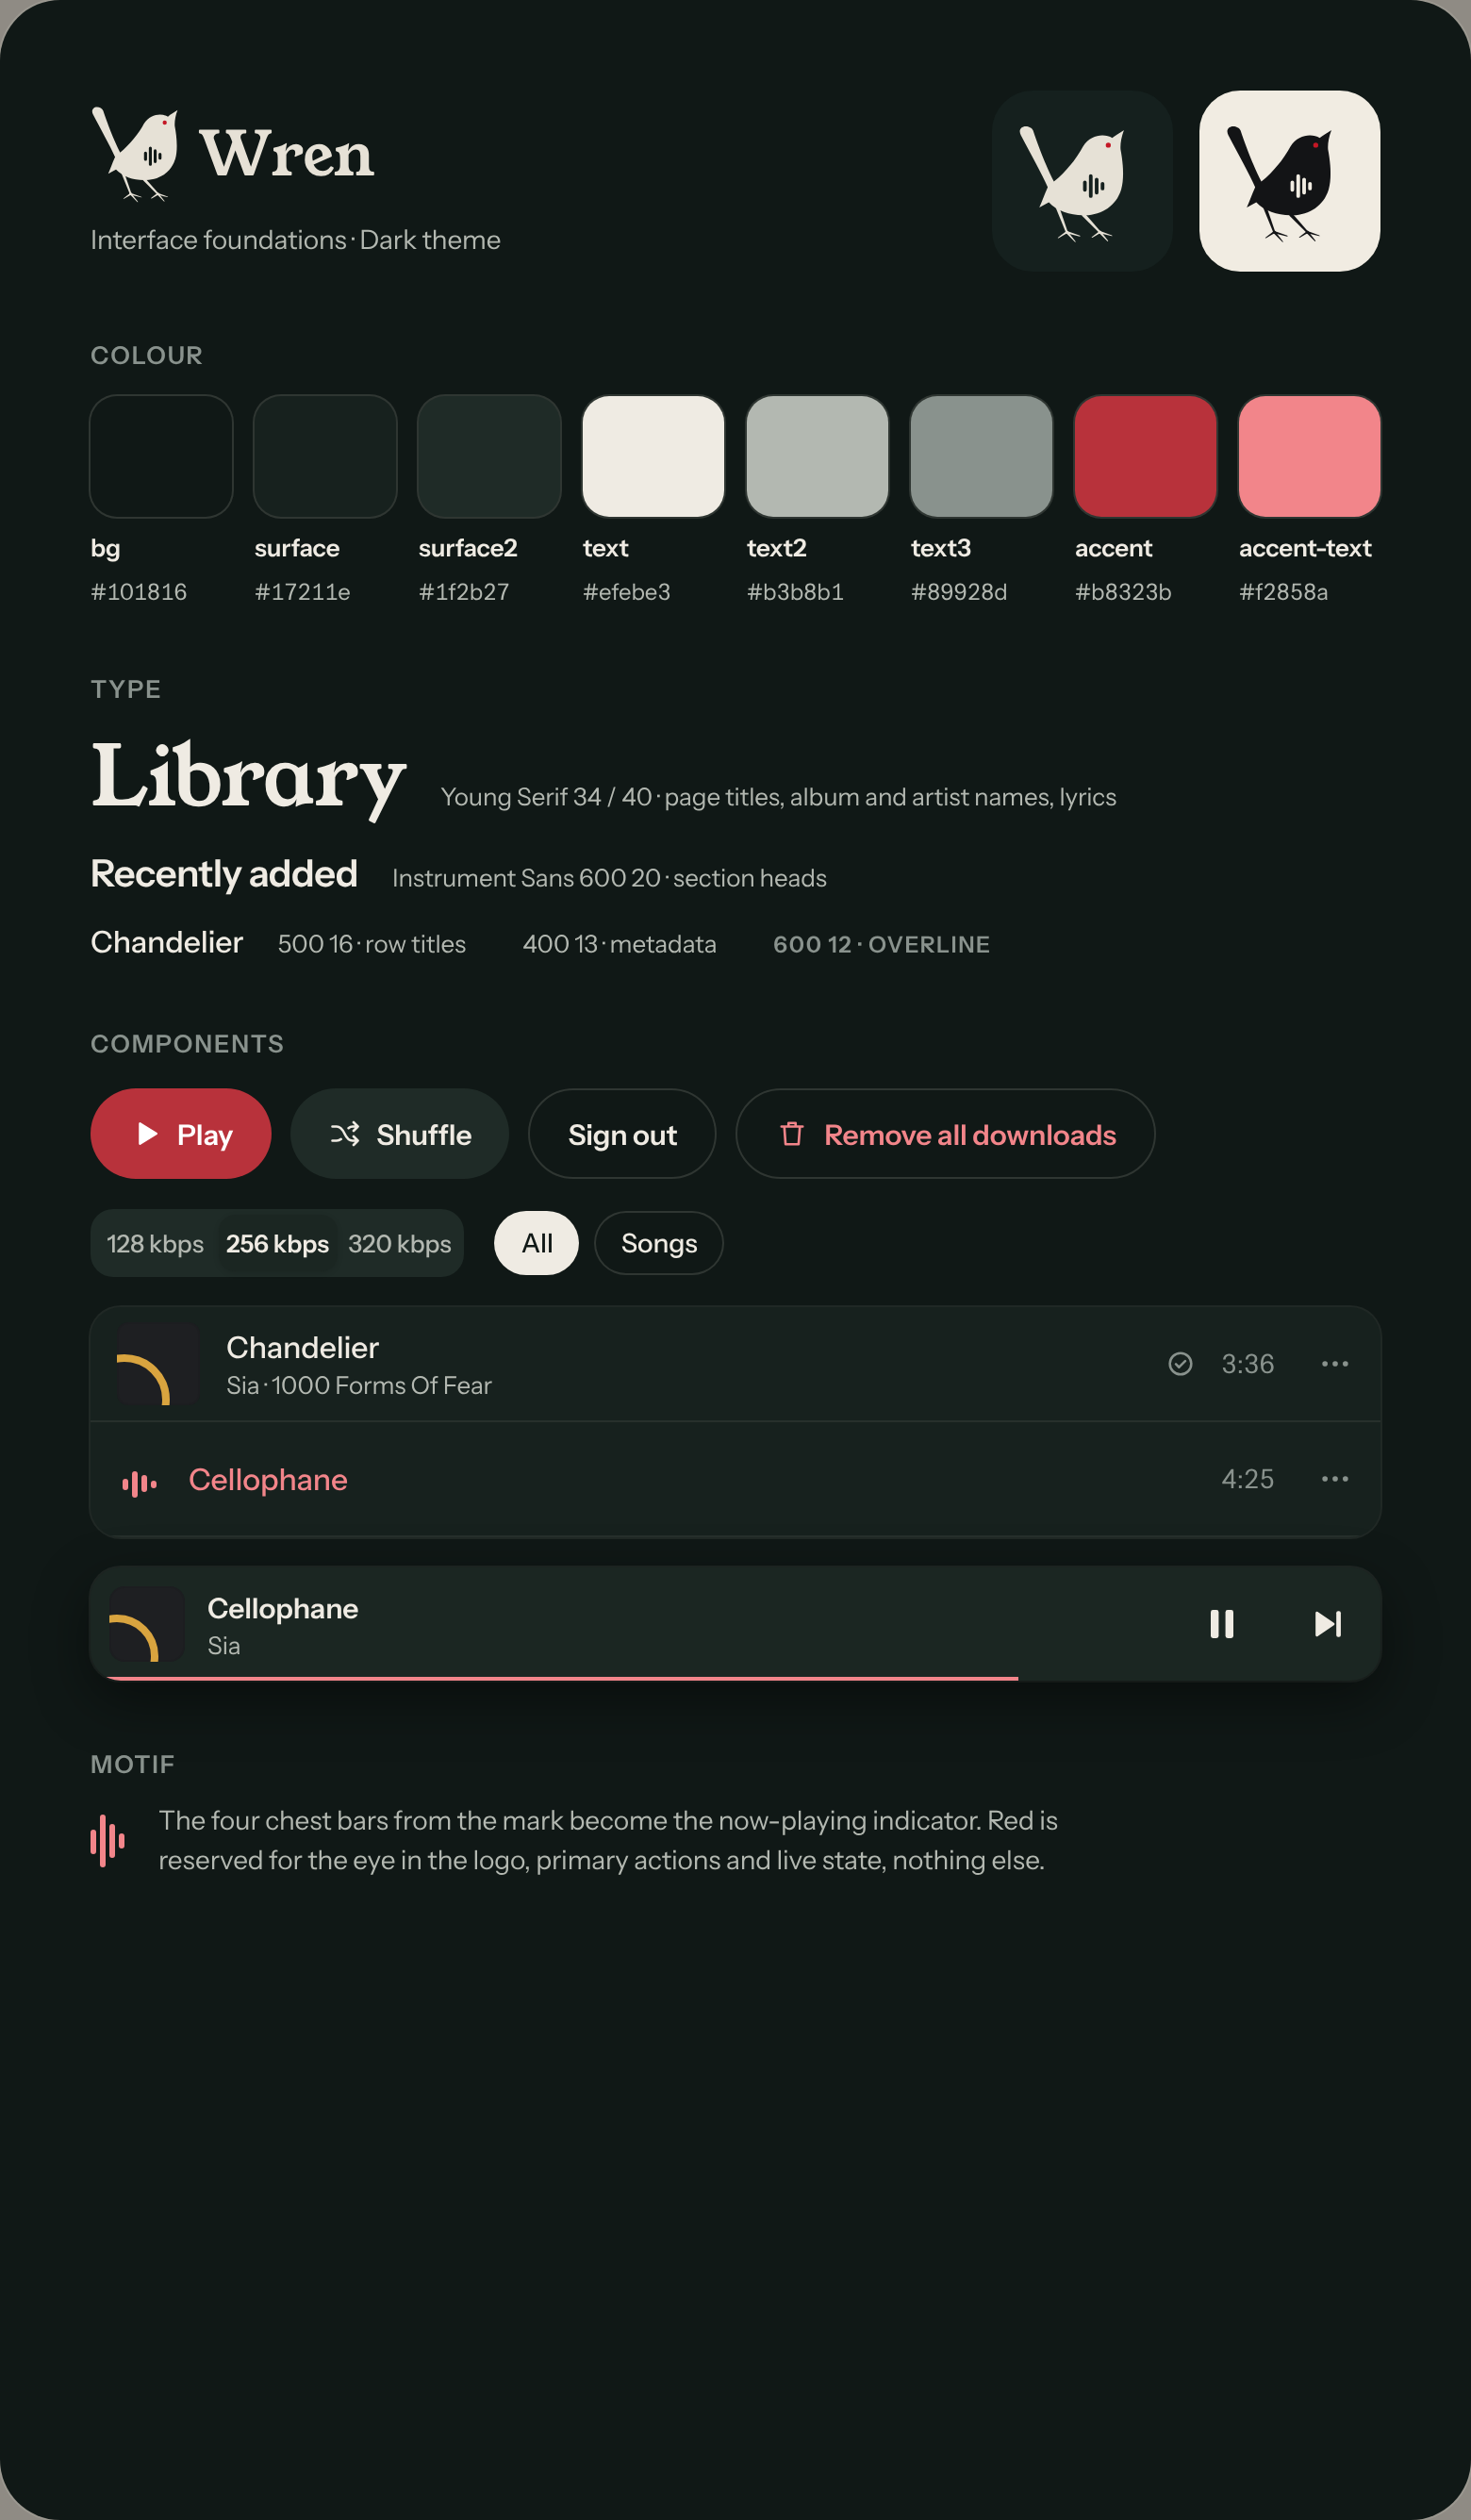 Wren
Interface foundations · Dark theme
COLOUR
bg surface surface2 text text2 text3 accent accent-text
#101816 #17211e #1f2b27 #efebe3 #b3b8b1 #89928d #b8323b #f2858a
TYPE
Library Young Serif 34 / 40 · page titles, album and artist names, lyrics
Recently added Instrument Sans 600 20 · section heads
Chandelier 500 16 · row titles 400 13 · metadata 600 12 · OVERLINE
COMPONENTS
Play Shuffle Sign out Remove all downloads
128 kbps 256 kbps 320 kbps All Songs
Chandelier
Sia · 1000 Forms Of Fear
3:36
Cellophane 4:25
Cellophane
Sia
MOTIF
The four chest bars from the mark become the now-playing indicator. Red is
reserved for the eye in the logo, primary actions and live state, nothing else.